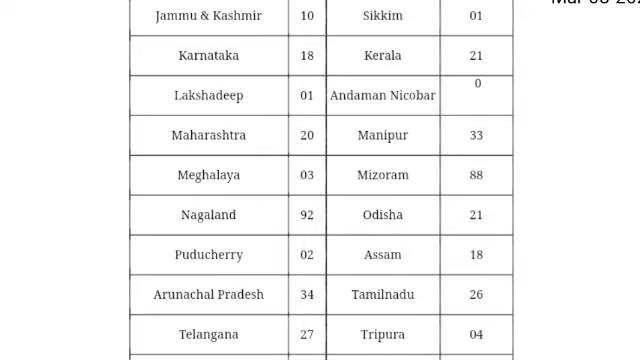 Jammu & Kashmir 10 Sikkim 01
Karnataka 18 Kerala 21
Lakshadeep 01 Andaman Nicobar 0
Maharashtra 20 Manipur 33
Meghalaya 03 Mizoram 88
Nagaland 92 Odisha 21
Puducherry 02 Assam 18
Arunachal Pradesh 34 Tamilnadu 26
Telangana 27 Tripura 04